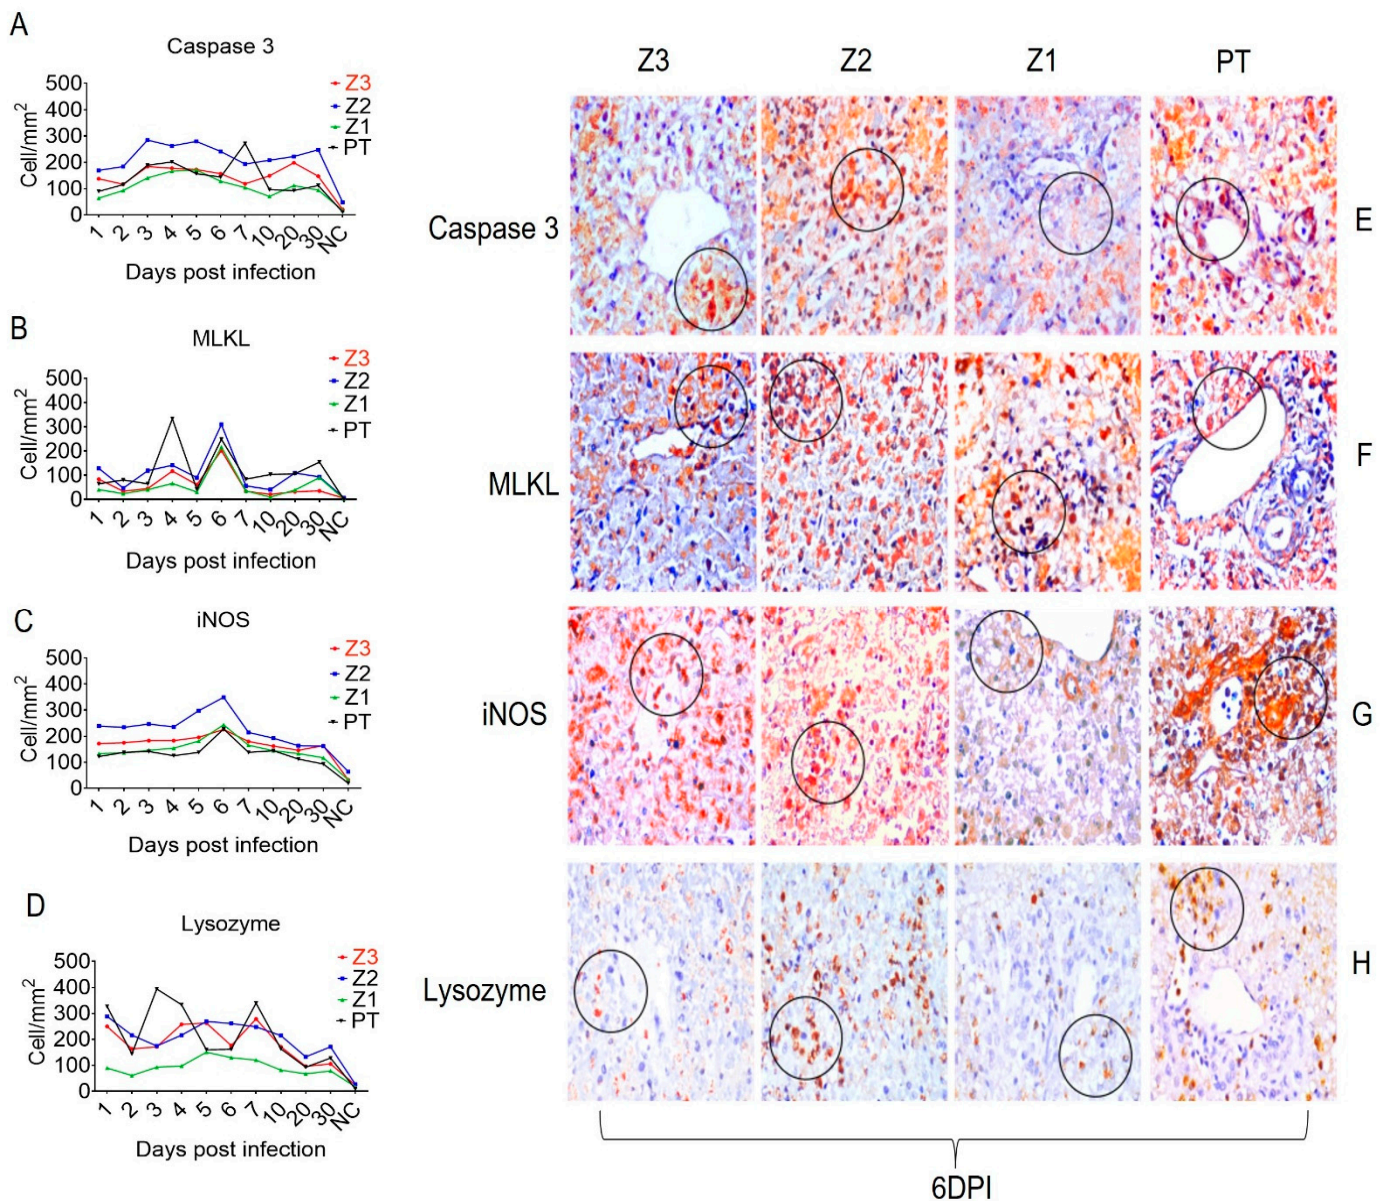 A
Caspase 3
500
400
300
200
100
0
Cell/mm2
Z3
Z2
Z1
PT
1 2 3 4 5 6 7 10 20 30 NC
Days post infection
B
MLKL
500
400
300
200
100
0
Cell/mm2
Z3
Z2
Z1
PT
1 2 3 4 5 6 7 10 20 30 NC
Days post infection
C
iNOS
500
400
300
200
100
0
Cell/mm2
Z3
Z2
Z1
PT
1 2 3 4 5 6 7 10 20 30 NC
Days post infection
D
Lysozyme
500
400
300
200
100
0
Cell/mm2
Z3
Z2
Z1
PT
1 2 3 4 5 6 7 10 20 30 NC
Days post infection
Z3 Z2 Z1 PT
Caspase 3 E
MLKL F
iNOS G
Lysozyme H
6DPI